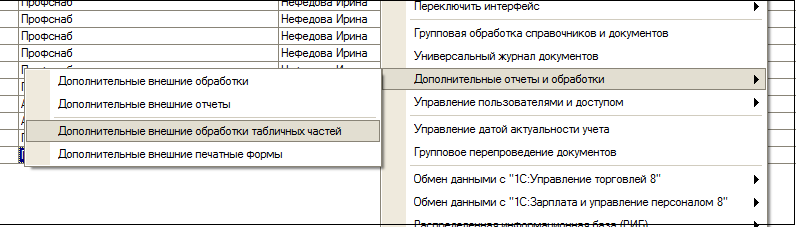 Профснаб Нефедова Ирина Переключить интерфейс
Профснаб Нефедова Ирина Групповая обработка справочников и документов
Профснаб Нефедова Ирина Универсальный журнал документов
Дополнительные внешние обработки Дополнительные отчеты и обработки
Дополнительные внешние отчеты Управление пользователями и доступом
Дополнительные внешние обработки табличных частей Управление датой актуальности учета
Дополнительные внешние печатные формы Групповое перепроведение документов
Обмен данными с "1С:Управление торговлей 8"
Обмен данными с "1С:Зарплата и управление персоналом 8"
Распределенная информационная база (РИБ)